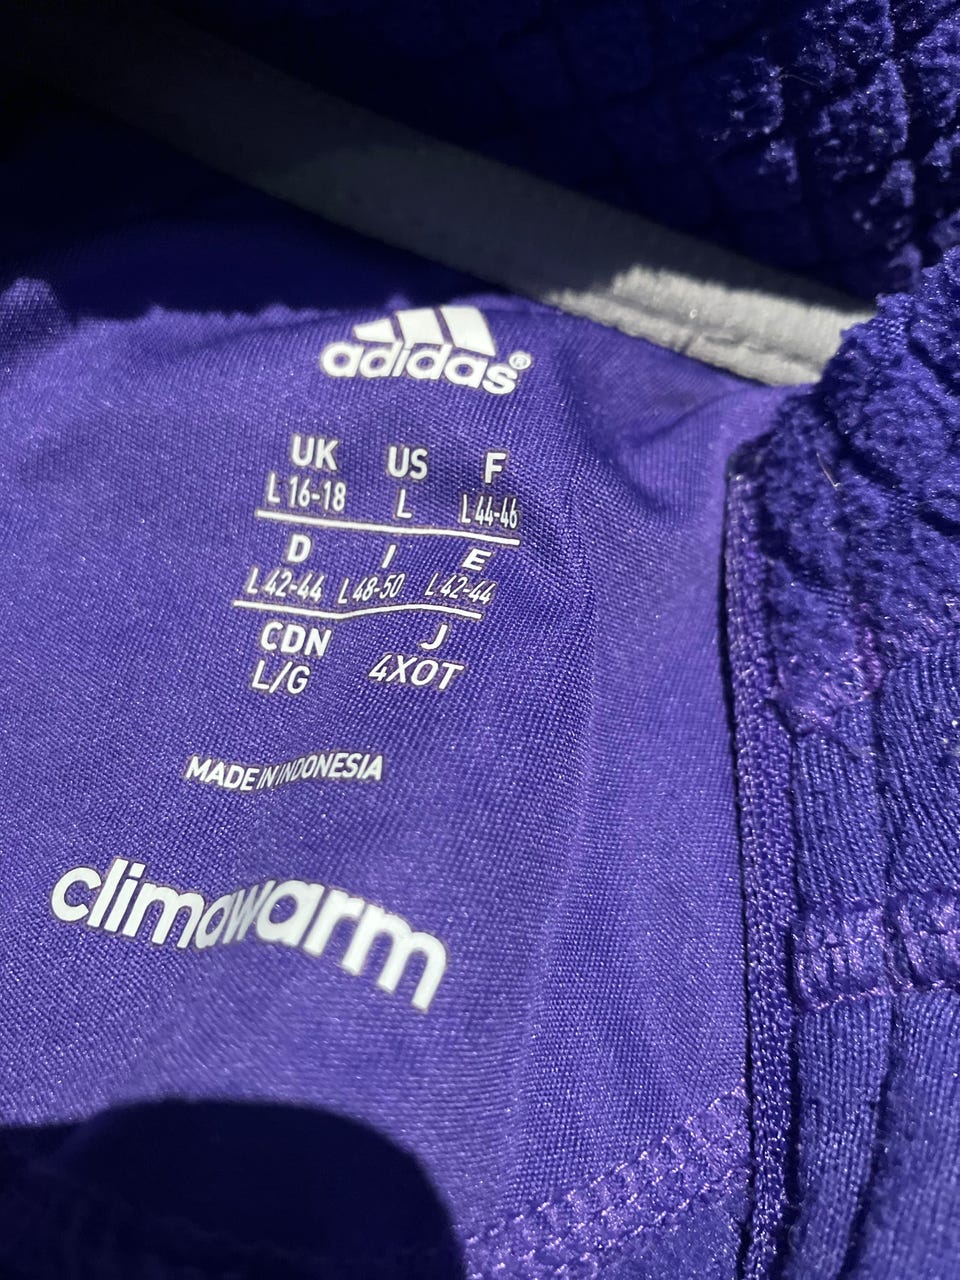 adidas®
UK US F
L 16-18 L L 44-46
D I E
L 42-44 L 48-50 L 42-44
CDN J
L/G 4XOT
MADE IN INDONESIA
climawarm